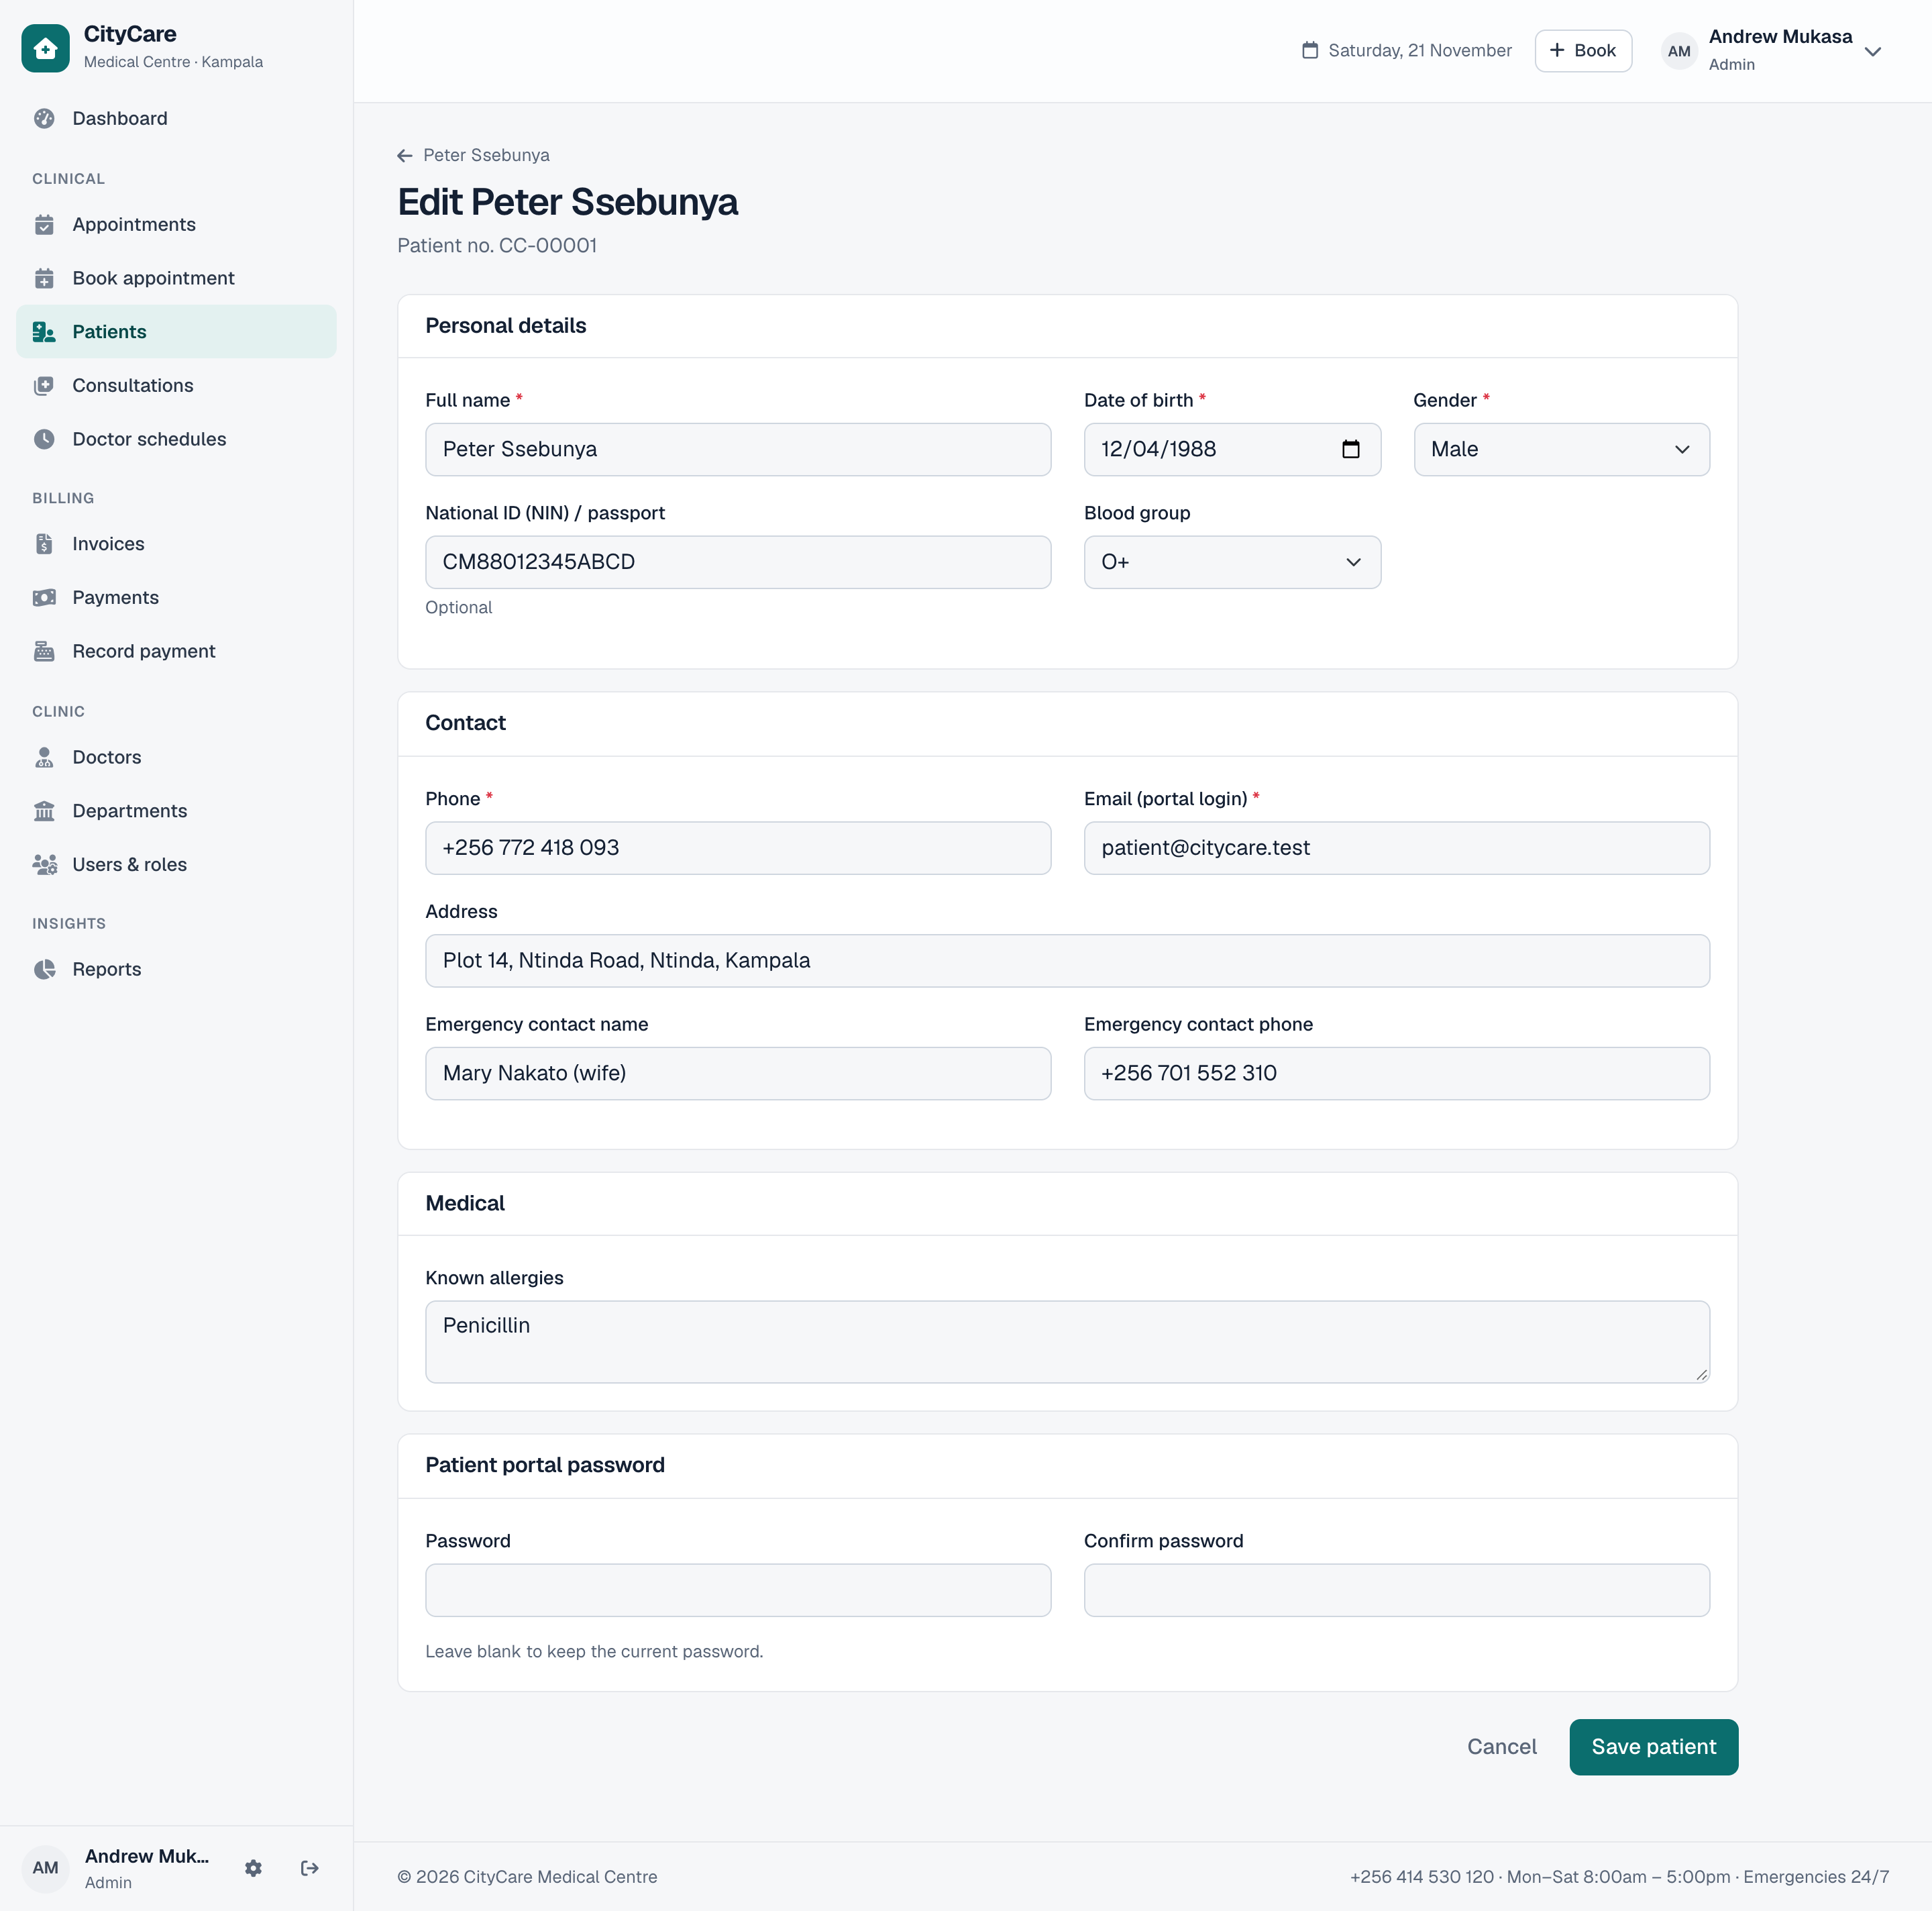 CityCare
Medical Centre · Kampala
Dashboard
CLINICAL
Appointments
Book appointment
Patients
Consultations
Doctor schedules
BILLING
Invoices
Payments
Record payment
CLINIC
Doctors
Departments
Users & roles
INSIGHTS
Reports
AM
Andrew Muk...
Admin
Saturday, 21 November
Book
AM
Andrew Mukasa
Admin
Peter Ssebunya
Edit Peter Ssebunya
Patient no. CC-00001
Personal details
Full name *
Peter Ssebunya
Date of birth *
12/04/1988
Gender *
Male
National ID (NIN) / passport
CM88012345ABCD
Optional
Blood group
O+
Contact
Phone *
+256 772 418 093
Email (portal login) *
patient@citycare.test
Address
Plot 14, Ntinda Road, Ntinda, Kampala
Emergency contact name
Mary Nakato (wife)
Emergency contact phone
+256 701 552 310
Medical
Known allergies
Penicillin
Patient portal password
Password
Confirm password
Leave blank to keep the current password.
Cancel
Save patient
© 2026 CityCare Medical Centre
+256 414 530 120 · Mon–Sat 8:00am – 5:00pm · Emergencies 24/7